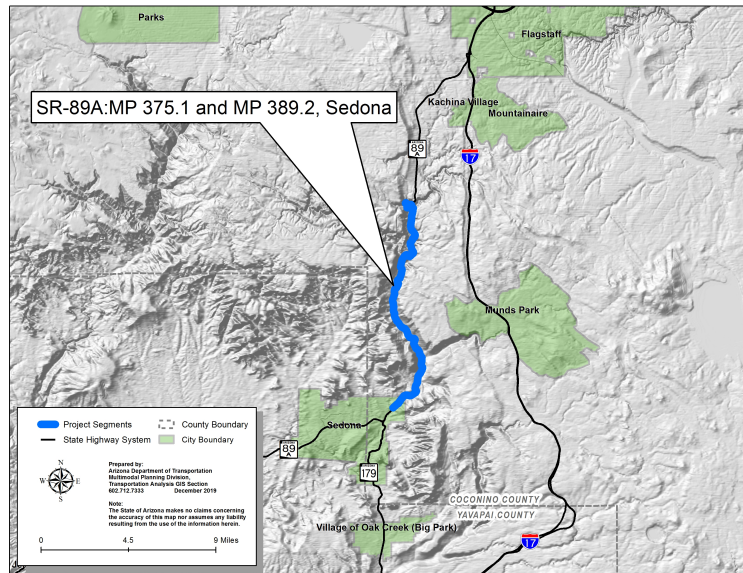 Parks
Flagstaff
SR-89A:MP 375.1 and MP 389.2, Sedona
Kachina Village
Mountainaire
89
A
17
Munds Park
Project Segments
County Boundary
State Highway System
City Boundary
Sedona
89
A
179
N
W
E
S
Prepared by:
Arizona Department of Transportation
Multimodal Planning Division,
Transportation Analysis GIS Section
602.712.7333 December 2019
Note:
The State of Arizona makes no claims concerning
the accuracy of this map nor assumes any liability
resulting from the use of the information herein.
0 4.5 9 Miles
COCONINO COUNTY
YAVAPAI COUNTY
Village of Oak Creek (Big Park)
17